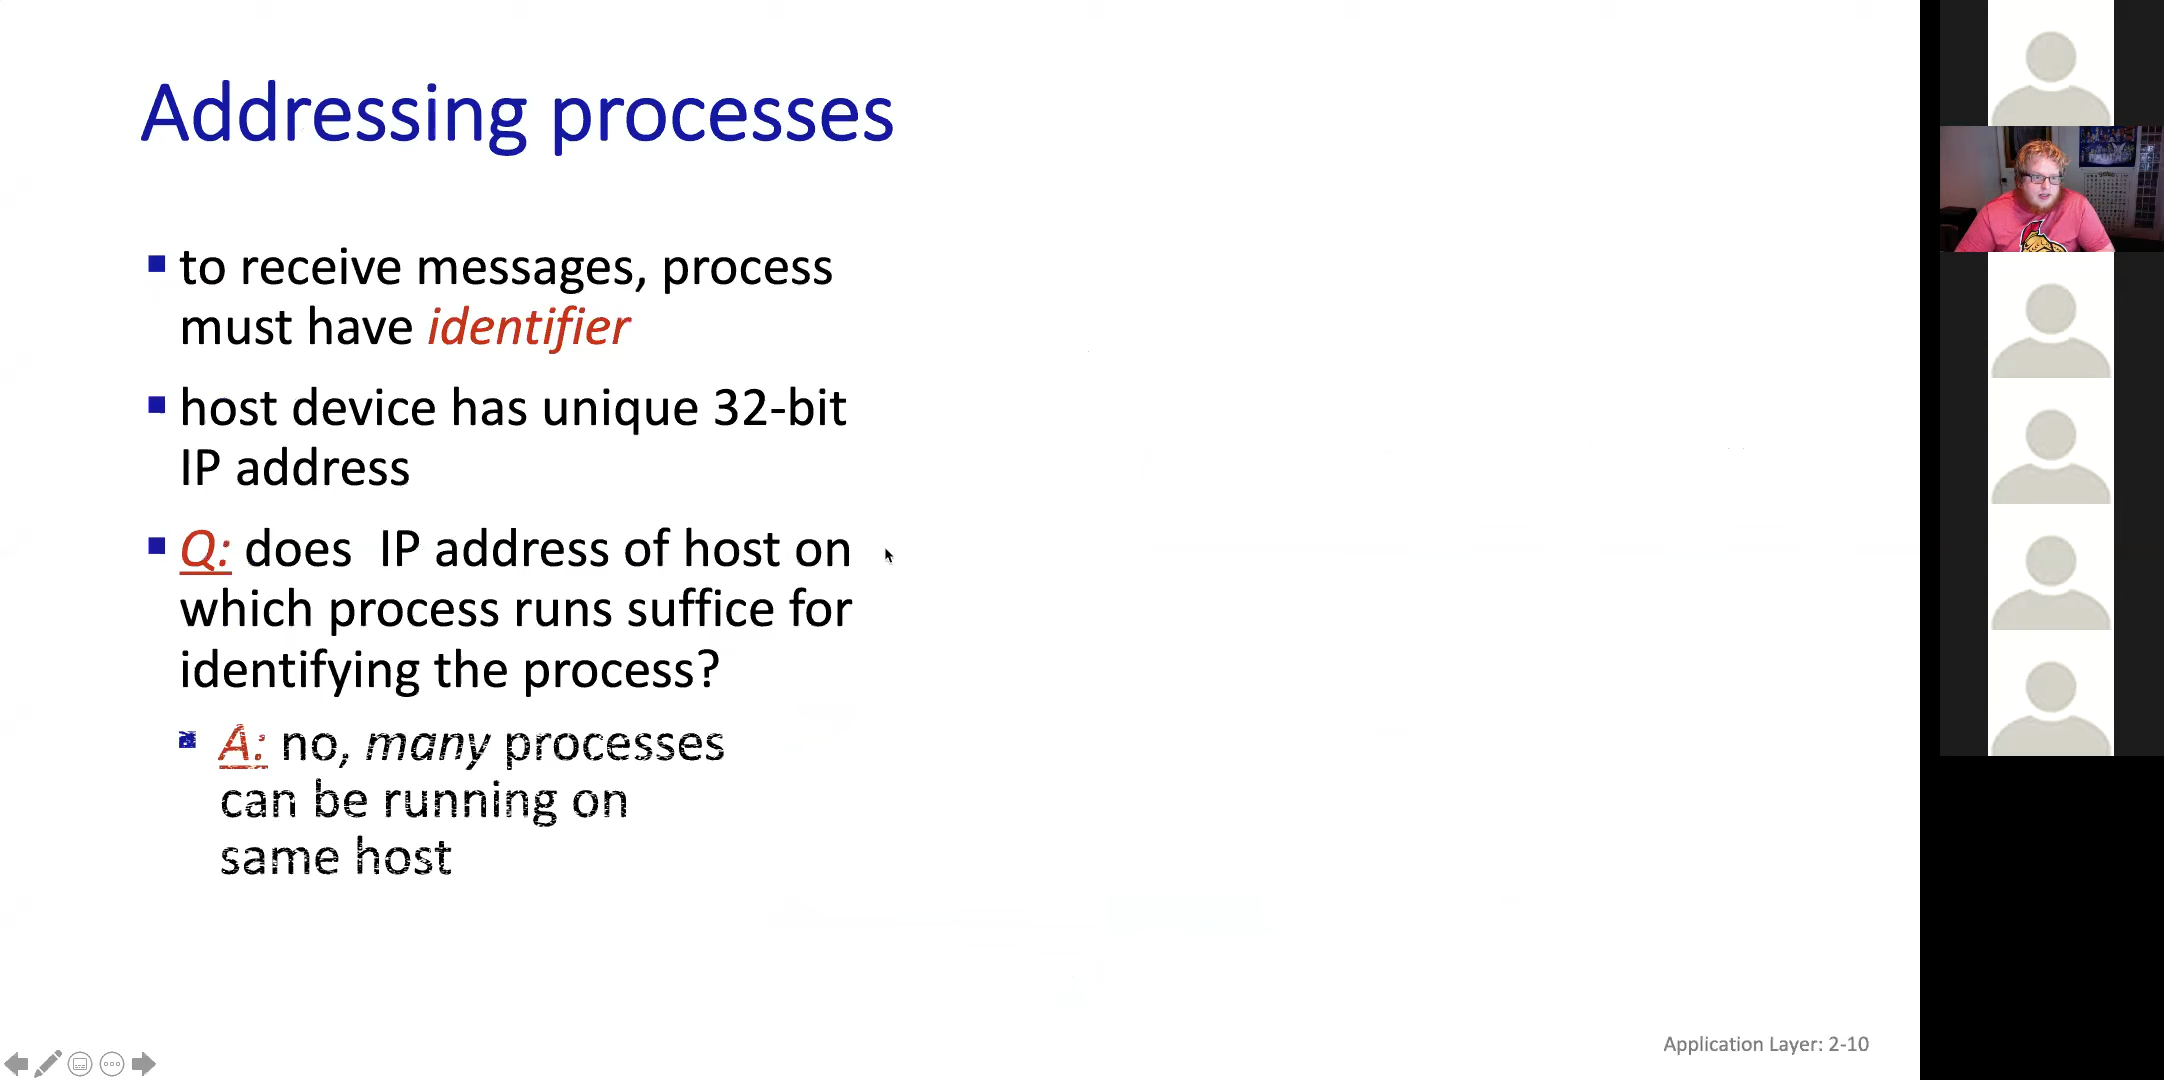 Addressing processes
to receive messages, process
must have identifier
host device has unique 32-bit
IP address
Q: does IP address of host on
which process runs suffice for
identifying the process?
A: no, many processes
can be running on
same host
Application Layer: 2-10